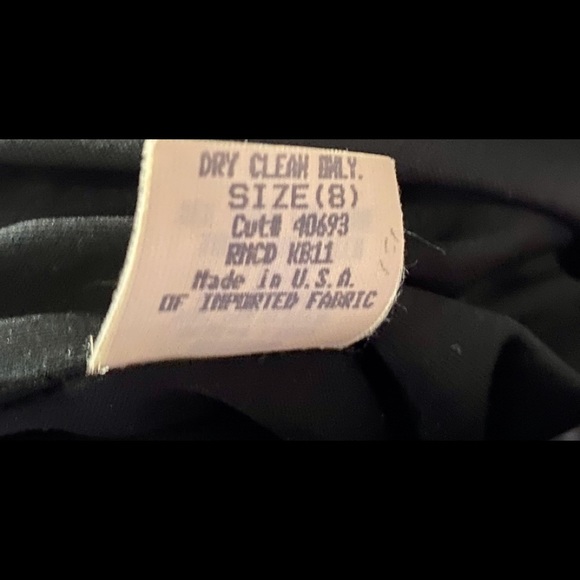 DRY CLEAN ONLY.
SIZE(8)
Cut# 40693
RMCD KB11
Made in U.S.A.
OF IMPORTED FABRIC